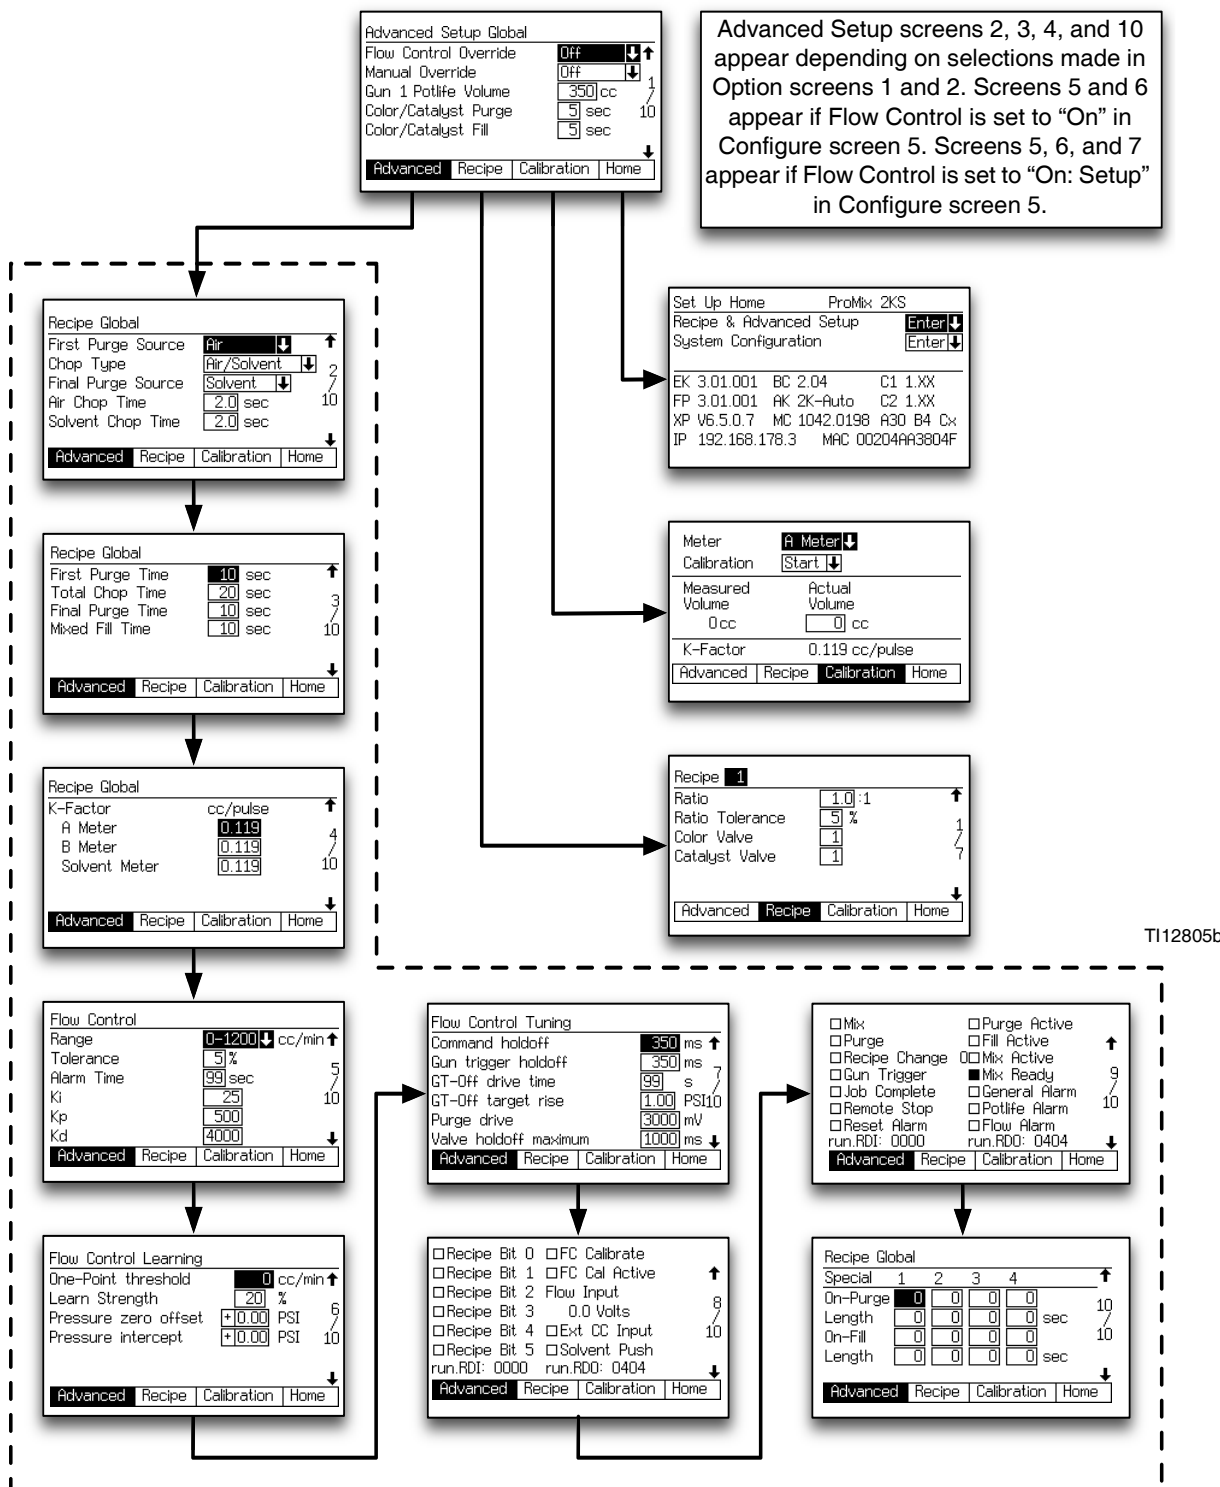 Advanced Setup Global
Flow Control Override Off
Manual Override Off
Gun 1 Potlife Volume 350 cc
Color/Catalyst Purge 5 sec
Color/Catalyst Fill 5 sec
1/10
Advanced Recipe Calibration Home
Advanced Setup screens 2, 3, 4, and 10
appear depending on selections made in
Option screens 1 and 2. Screens 5 and 6
appear if Flow Control is set to “On” in
Configure screen 5. Screens 5, 6, and 7
appear if Flow Control is set to “On: Setup”
in Configure screen 5.
Recipe Global
First Purge Source Air
Chop Type Air/Solvent
Final Purge Source Solvent
Air Chop Time 2.0 sec
Solvent Chop Time 2.0 sec
2/10
Advanced Recipe Calibration Home
Set Up Home ProMix 2KS
Recipe & Advanced Setup Enter
System Configuration Enter
EK 3.01.001 BC 2.04 C1 1.XX
FP 3.01.001 AK 2K-Auto C2 1.XX
XP V6.5.0.7 MC 1042.0198 A30 B4 Cx
IP 192.168.178.3 MAC 00204AA3804F
Recipe Global
First Purge Time 10 sec
Total Chop Time 20 sec
Final Purge Time 10 sec
Mixed Fill Time 10 sec
3/10
Advanced Recipe Calibration Home
Meter A Meter
Calibration Start
Measured Actual
Volume Volume
0 cc 0 cc
K-Factor 0.119 cc/pulse
Advanced Recipe Calibration Home
Recipe Global
K-Factor cc/pulse
A Meter 0.119
B Meter 0.119
Solvent Meter 0.119
4/10
Advanced Recipe Calibration Home
Recipe 1
Ratio 1.0 :1
Ratio Tolerance 5 %
Color Valve 1
Catalyst Valve 1
1/7
Advanced Recipe Calibration Home
TI12805b
Flow Control
Range 0-1200 cc/min
Tolerance 5 %
Alarm Time 99 sec
Ki 25
Kp 500
Kd 4000
5/10
Advanced Recipe Calibration Home
Flow Control Tuning
Command holdoff 350 ms
Gun trigger holdoff 350 ms
GT-Off drive time 99 s
GT-Off target rise 1.00 PSI
Purge drive 3000 mV
Valve holdoff maximum 1000 ms
7/10
Advanced Recipe Calibration Home
Mix Purge Active
Purge Fill Active
Recipe Change 0 Mix Active
Gun Trigger Mix Ready
Job Complete General Alarm
Remote Stop Potlife Alarm
Reset Alarm Flow Alarm
run.RDI: 0000 run.RDO: 0404
9/10
Advanced Recipe Calibration Home
Flow Control Learning
One-Point threshold 0 cc/min
Learn Strength 20 %
Pressure zero offset + 0.00 PSI
Pressure intercept + 0.00 PSI
6/10
Advanced Recipe Calibration Home
Recipe Bit 0 FC Calibrate
Recipe Bit 1 FC Cal Active
Recipe Bit 2 Flow Input
Recipe Bit 3 0.0 Volts
Recipe Bit 4 Ext CC Input
Recipe Bit 5 Solvent Push
run.RDI: 0000 run.RDO: 0404
8/10
Advanced Recipe Calibration Home
Recipe Global
Special 1 2 3 4
On-Purge 0 0 0 0
Length 0 0 0 0 sec
On-Fill 0 0 0 0
Length 0 0 0 0 sec
10/10
Advanced Recipe Calibration Home